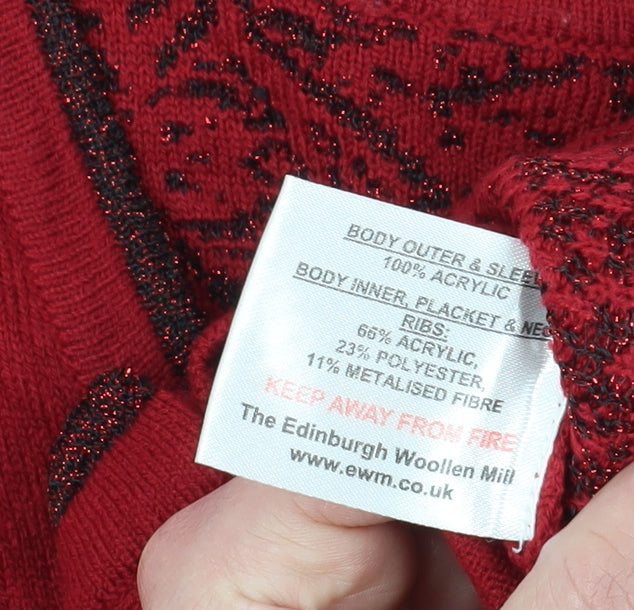 BODY OUTER & SLEE
100% ACRYLIC
BODY INNER, PLACKET & NEC
RIBS:
66% ACRYLIC,
23% POLYESTER,
11% METALISED FIBRE
KEEP AWAY FROM FIRE
The Edinburgh Woollen Mill
www.ewm.co.uk